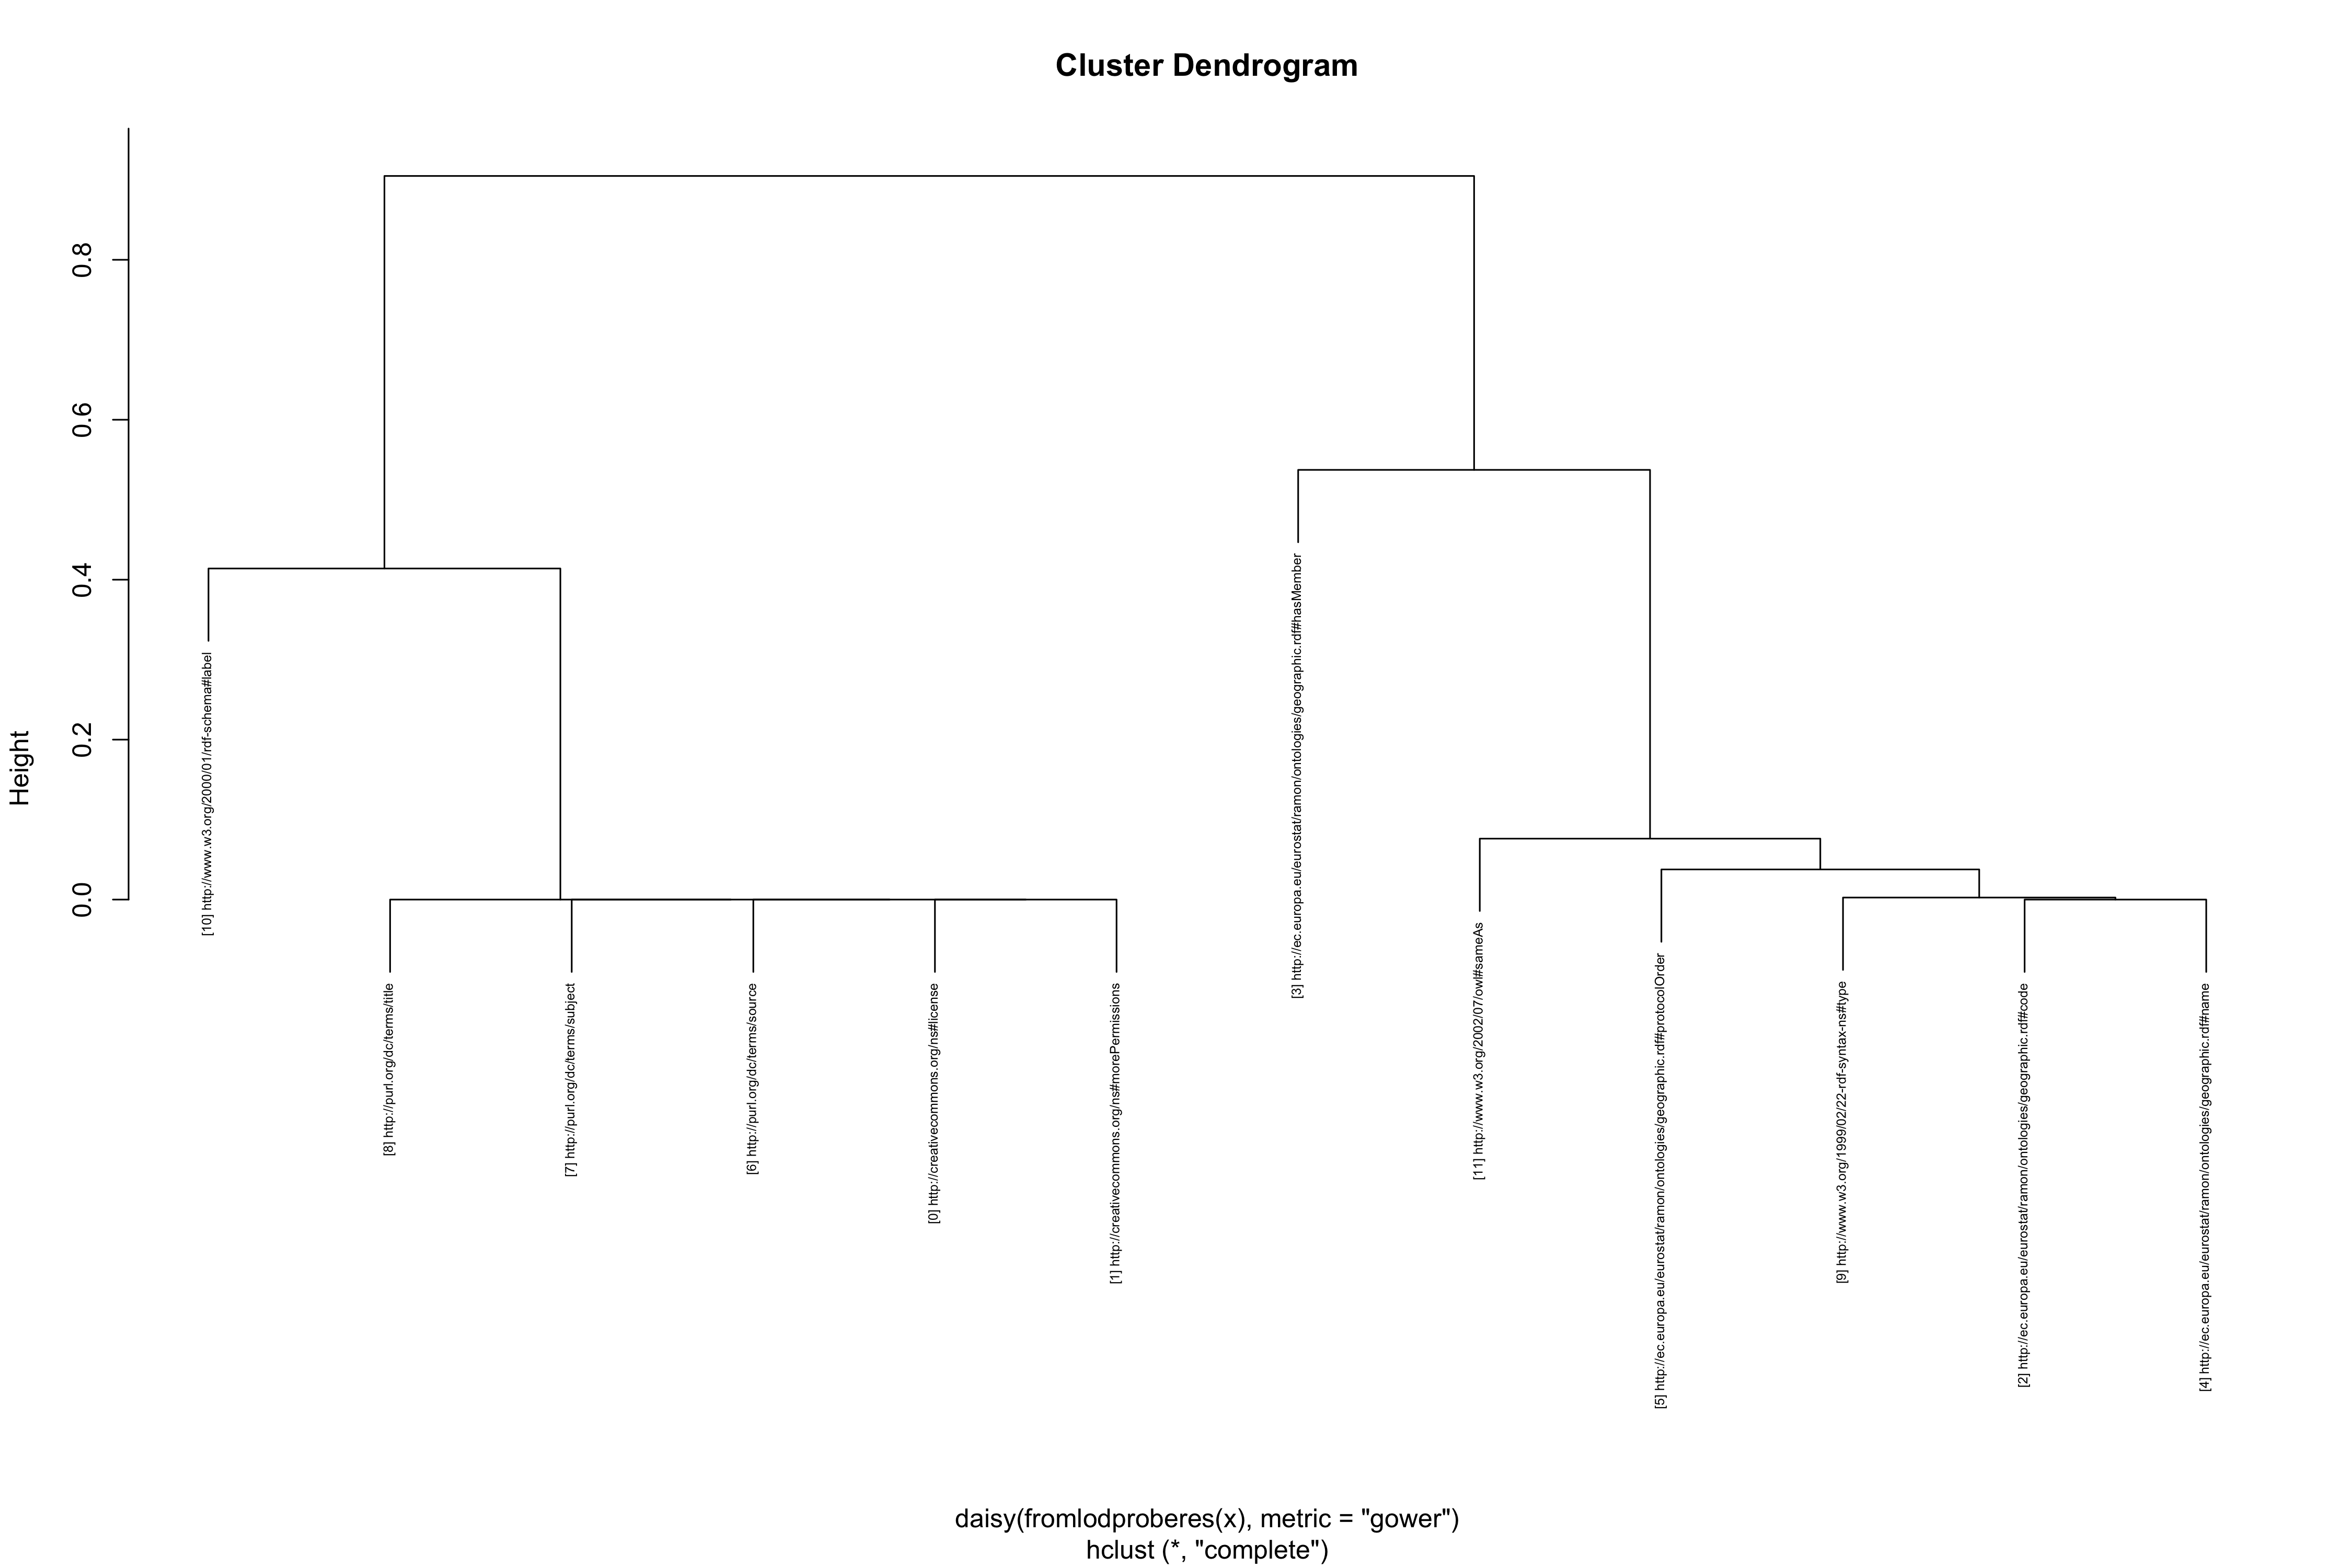 Cluster Dendrogram
Height
0.0
0.2
0.4
0.6
0.8
[10] http://www.w3.org/2000/01/rdf-schema#label
[8] http://purl.org/dc/terms/title
[7] http://purl.org/dc/terms/subject
[6] http://purl.org/dc/terms/source
[0] http://creativecommons.org/ns#license
[1] http://creativecommons.org/ns#morePermissions
[3] http://ec.europa.eu/eurostat/ramon/ontologies/geographic.rdf#hasMember
[11] http://www.w3.org/2002/07/owl#sameAs
[5] http://ec.europa.eu/eurostat/ramon/ontologies/geographic.rdf#protocolOrder
[9] http://www.w3.org/1999/02/22-rdf-syntax-ns#type
[2] http://ec.europa.eu/eurostat/ramon/ontologies/geographic.rdf#code
[4] http://ec.europa.eu/eurostat/ramon/ontologies/geographic.rdf#name
daisy(fromlodproberes(x), metric = "gower")
hclust (*, "complete")